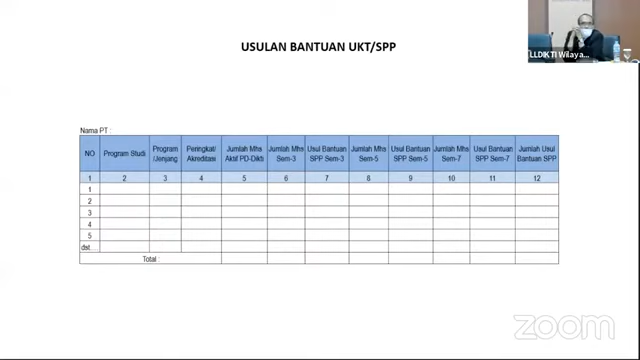 USULAN BANTUAN UKT/SPP
LLDIKTI Wilaya...
Nama PT :
NO Program Studi Program /Jenjang Peringkat/ Akreditasi Jumlah Mhs Aktif PD-Dikti Jumlah Mhs Sem-3 Usul Bantuan SPP Sem-3 Jumlah Mhs Sem-5 Usul Bantuan SPP Sem-5 Jumlah Mhs Sem-7 Usul Bantuan SPP Sem-7 Jumlah Usul Bantuan SPP
1 2 3 4 5 6 7 8 9 10 11 12
1
2
3
4
5
dst....
Total :
zoom